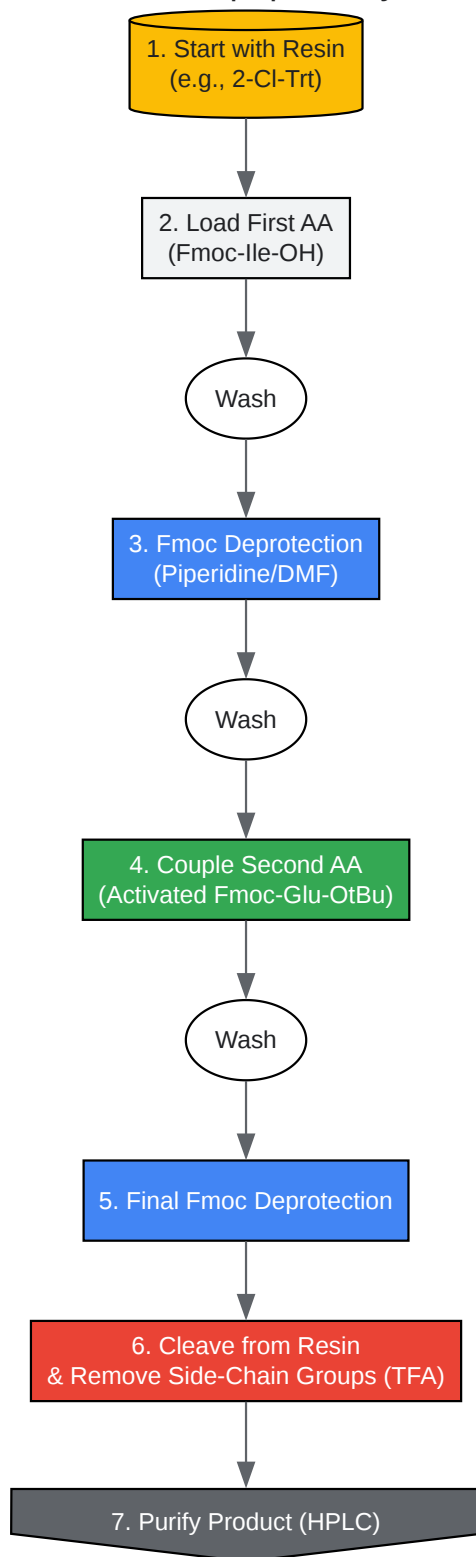 1. Start with Resin
(e.g., 2-Cl-Trt)
2. Load First AA
(Fmoc-Ile-OH)
Wash
3. Fmoc Deprotection
(Piperidine/DMF)
Wash
4. Couple Second AA
(Activated Fmoc-Glu-OtBu)
Wash
5. Final Fmoc Deprotection
6. Cleave from Resin
& Remove Side-Chain Groups (TFA)
7. Purify Product (HPLC)